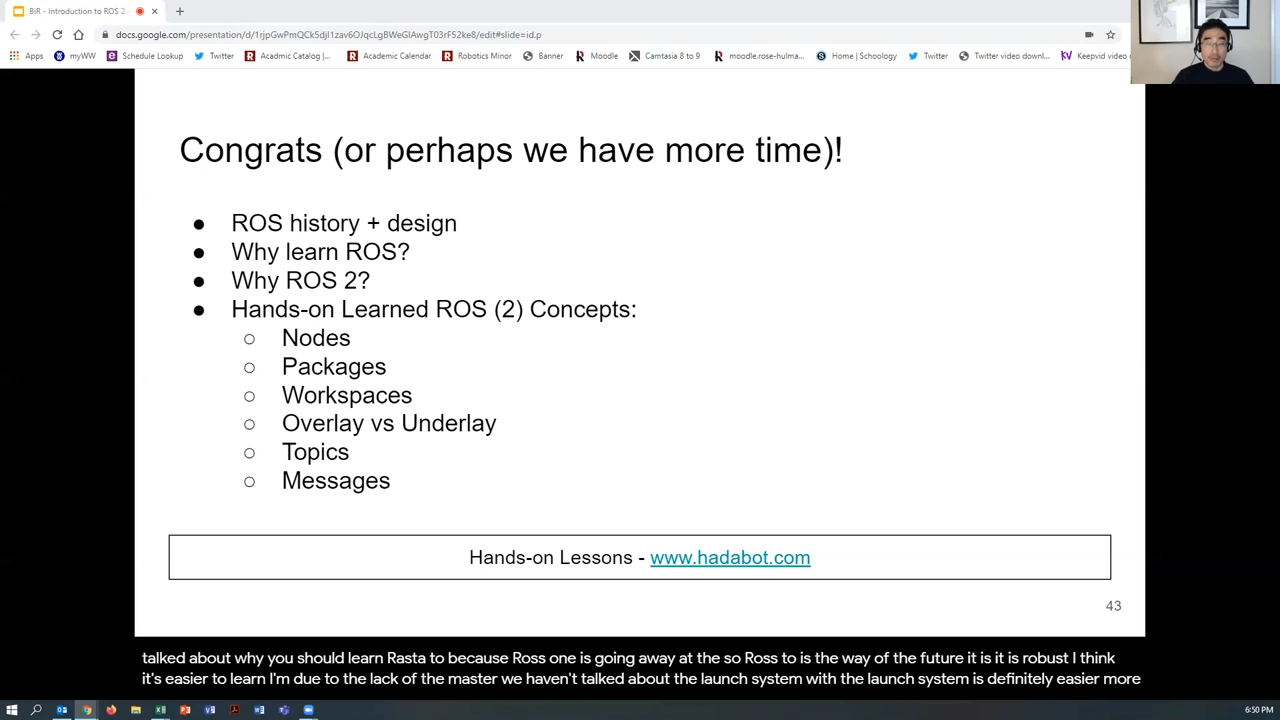 BiR - Introduction to ROS 2
docs.google.com/presentation/d/1rjpGwPmQCk5djI1zav6OJqcLgBWeGIAwgT03rF52ke8/edit#slide=id.p
Apps myWW Schedule Lookup Twitter Acadmic Catalog |... Academic Calendar Robotics Minor Banner Moodle Camtasia 8 to 9 moodle.rose-hulma... Home | Schoology Twitter Twitter video downl... Keepvid video
Congrats (or perhaps we have more time)!
● ROS history + design
● Why learn ROS?
● Why ROS 2?
● Hands-on Learned ROS (2) Concepts:
○ Nodes
○ Packages
○ Workspaces
○ Overlay vs Underlay
○ Topics
○ Messages
Hands-on Lessons - www.hadabot.com
43
talked about why you should learn Rasta to because Ross one is going away at the so Ross to is the way of the future it is it is robust I think
it's easier to learn I'm due to the lack of the master we haven't talked about the launch system with the launch system is definitely easier more
6:50 PM